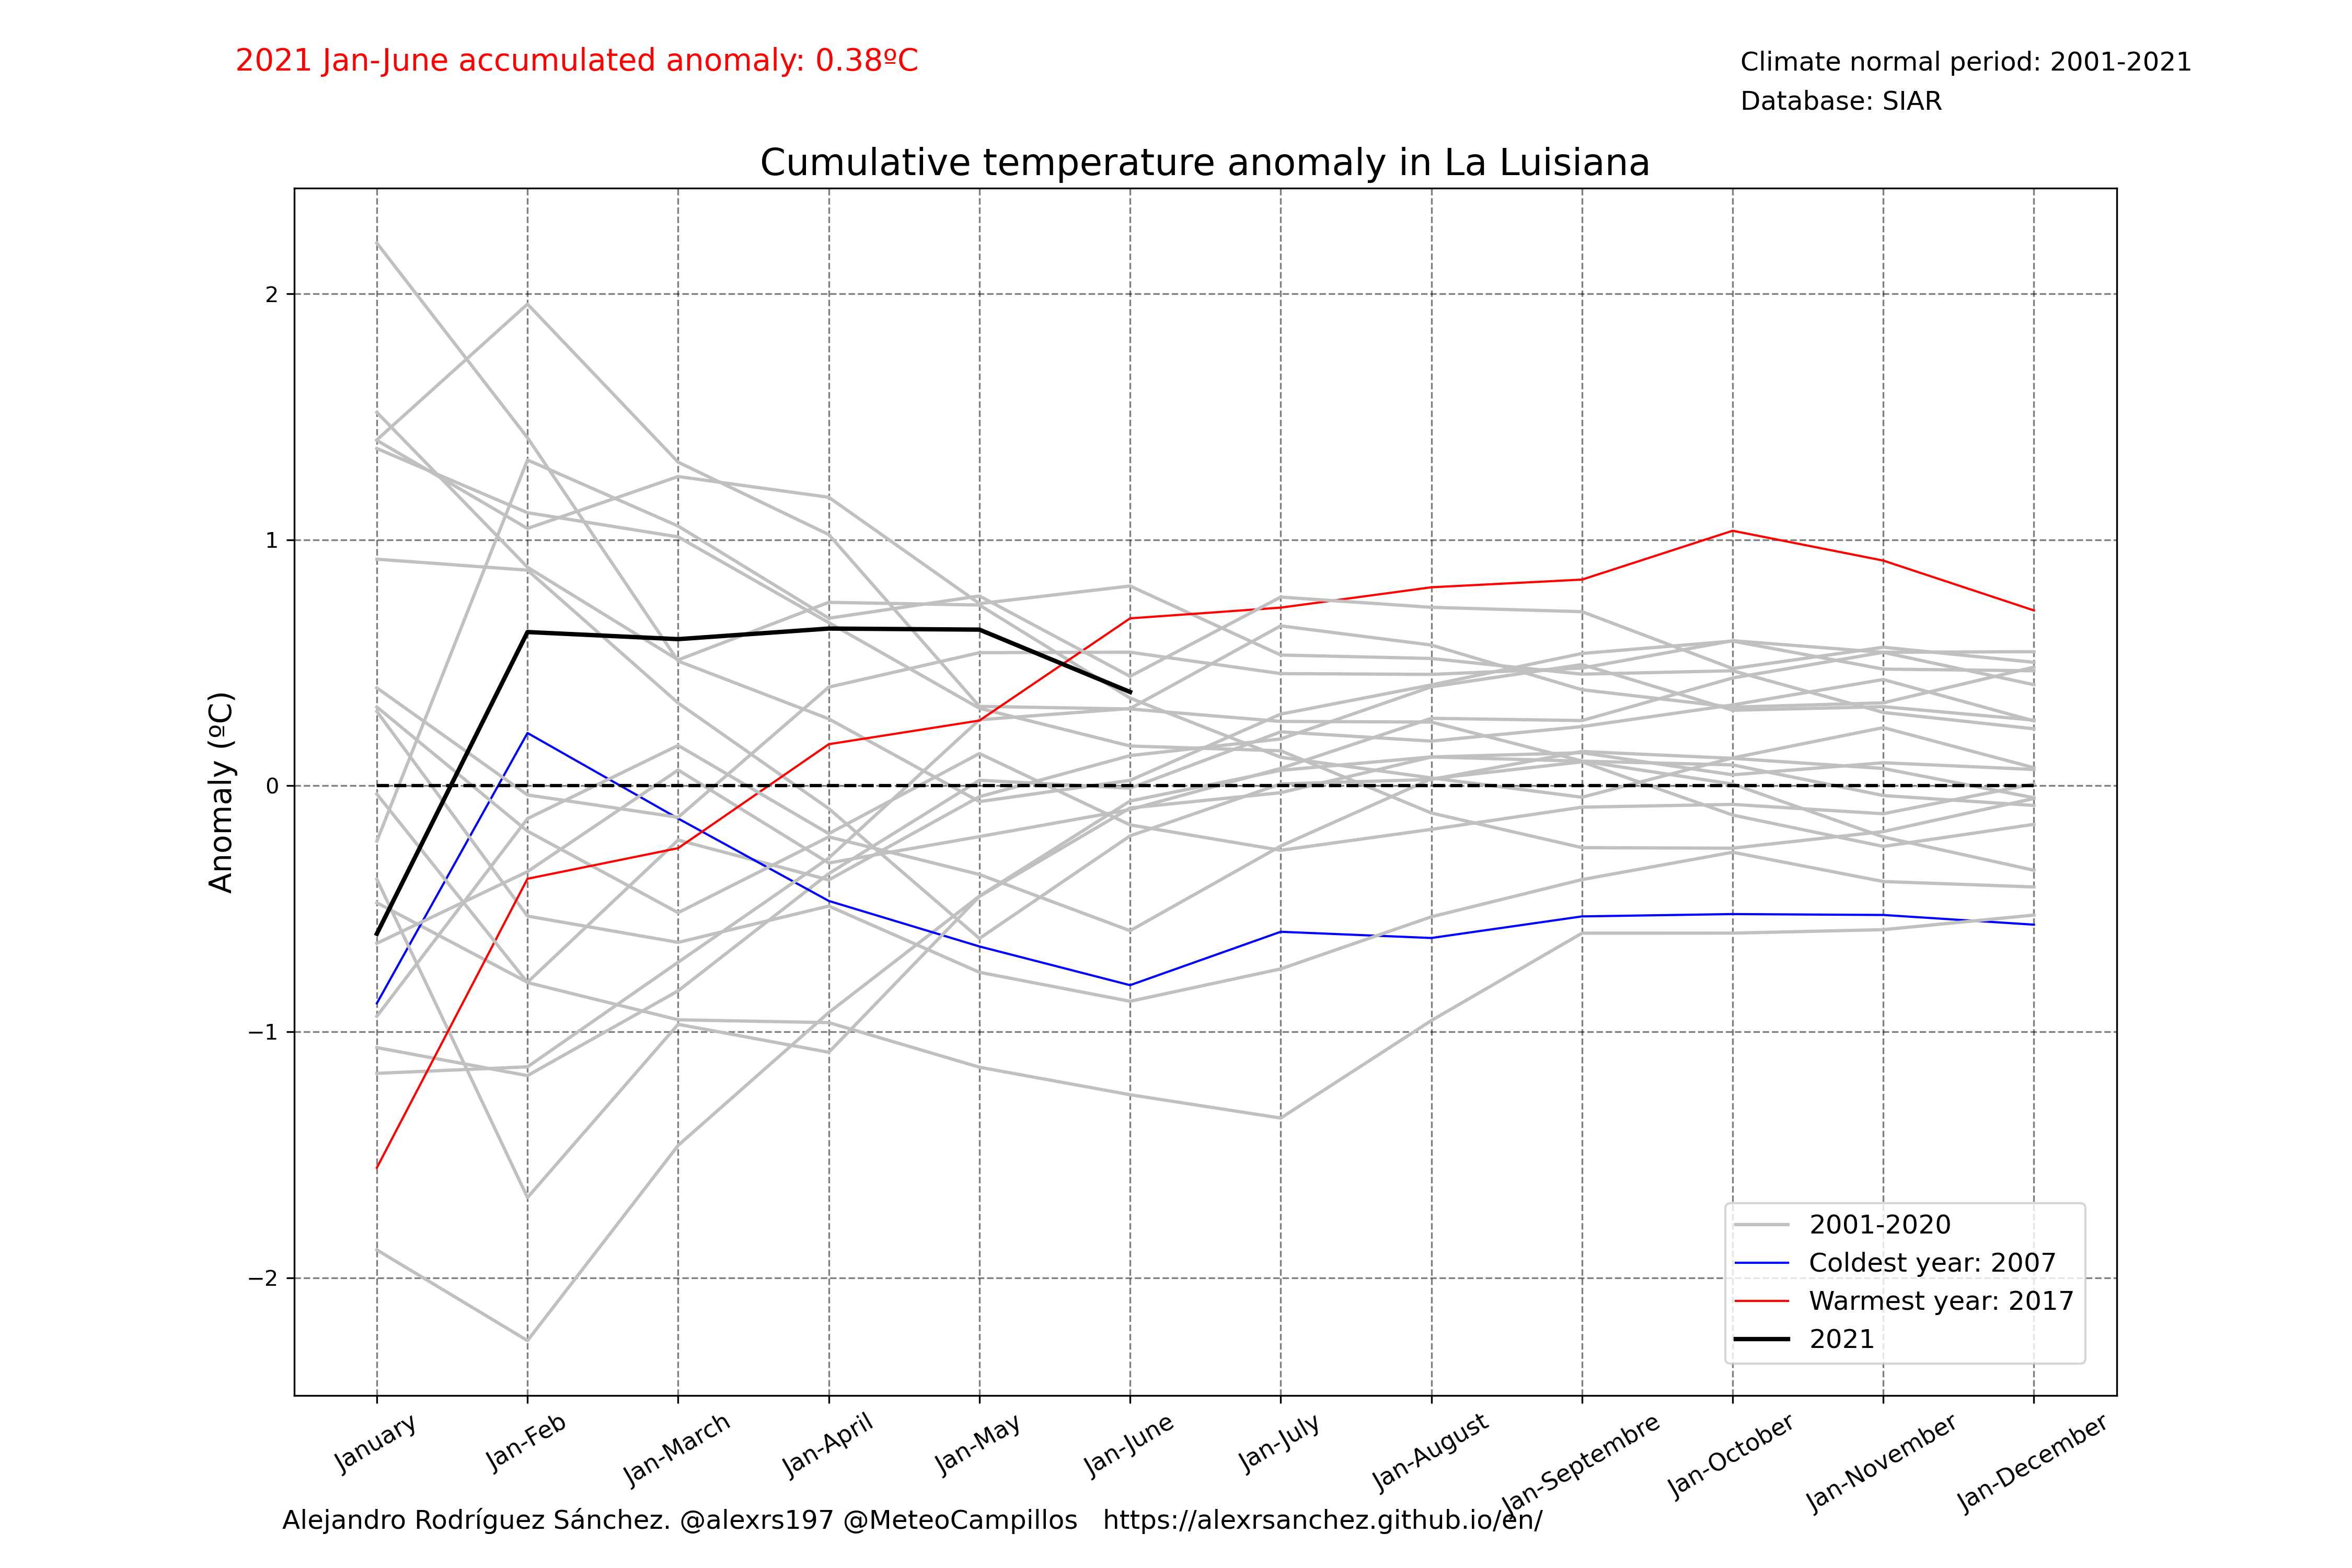 2021 Jan-June accumulated anomaly: 0.38ºC
Climate normal period: 2001-2021
Database: SIAR
Cumulative temperature anomaly in La Luisiana
Anomaly (ºC)
2
1
0
−1
−2
2001-2020
Coldest year: 2007
Warmest year: 2017
2021
January
Jan-Feb
Jan-March
Jan-April
Jan-May
Jan-June
Jan-July
Jan-August
Jan-Septembre
Jan-October
Jan-November
Jan-December
Alejandro Rodríguez Sánchez. @alexrs197 @MeteoCampillos   https://alexrsanchez.github.io/en/